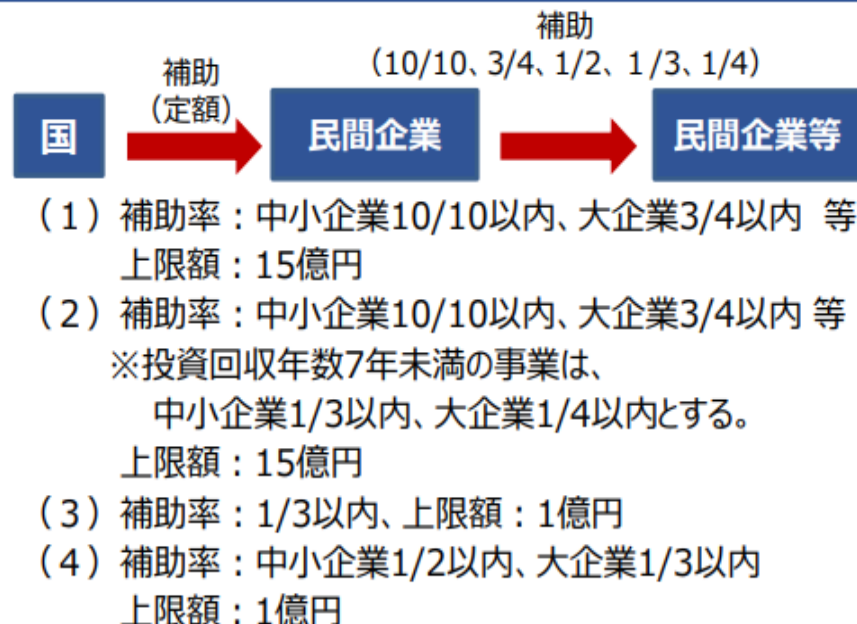 補助
(10/10、3/4、1/2、1/3、1/4)
補助
(定額)
国
民間企業
民間企業等
(1)補助率:中小企業10/10以内、大企業3/4以内 等
上限額:15億円
(2)補助率:中小企業10/10以内、大企業3/4以内 等
※投資回収年数7年未満の事業は、
中小企業1/3以内、大企業1/4以内とする。
上限額:15億円
(3)補助率:1/3以内、上限額:1億円
(4)補助率:中小企業1/2以内、大企業1/3以内
上限額:1億円